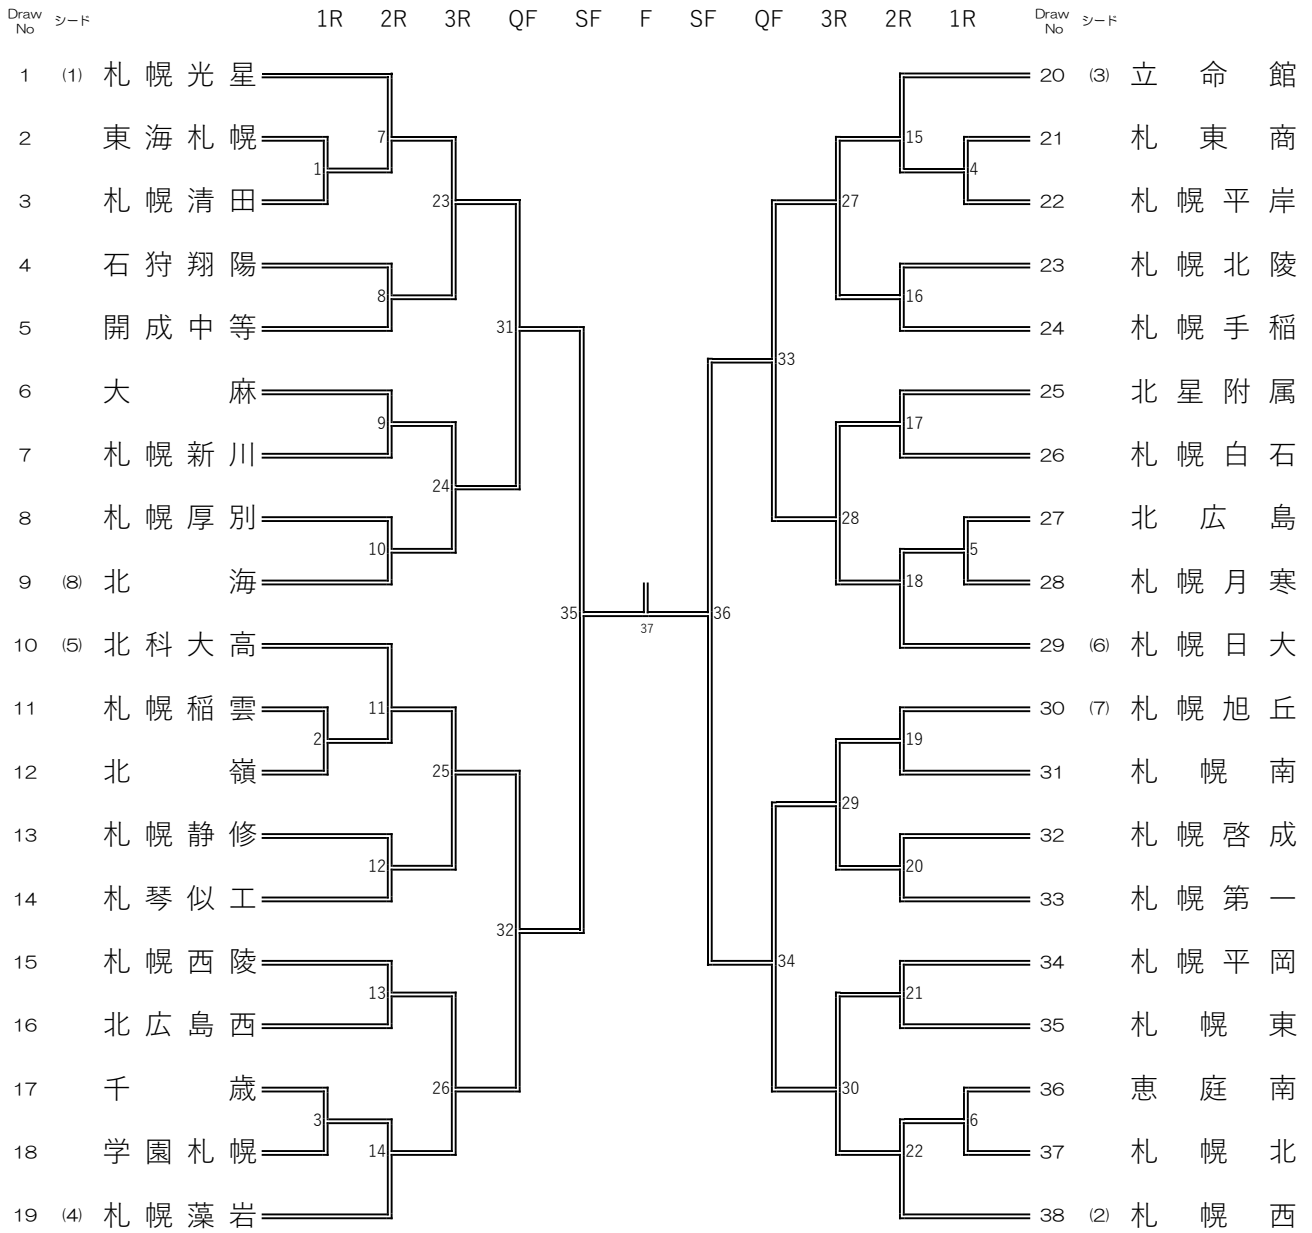 Draw No シード 1R 2R 3R QF SF F SF QF 3R 2R 1R Draw No シード
1 (1) 札幌光星 20 (3) 立命館
2 東海札幌 7 15 21 札東商
1 4
3 札幌清田 23 27 22 札幌平岸
4 石狩翔陽 23 札幌北陵
8 16
5 開成中等 31 24 札幌手稲
33
6 大麻 25 北星附属
9 17
7 札幌新川 26 札幌白石
24
8 札幌厚別 28 27 北広島
10 5
9 (8) 北海 18 28 札幌月寒
35 37 36
10 (5) 北科大高 29 (6) 札幌日大
11 札幌稲雲 11 30 (7) 札幌旭丘
2 19
12 北嶺 25 31 札幌南
29
13 札幌静修 32 札幌啓成
12 20
14 札琴似工 33 札幌第一
32
15 札幌西陵 34 34 札幌平岡
13 21
16 北広島西 35 札幌東
17 千歳 26 30 36 恵庭南
3 6
18 学園札幌 14 22 37 札幌北
19 (4) 札幌藻岩 38 (2) 札幌西